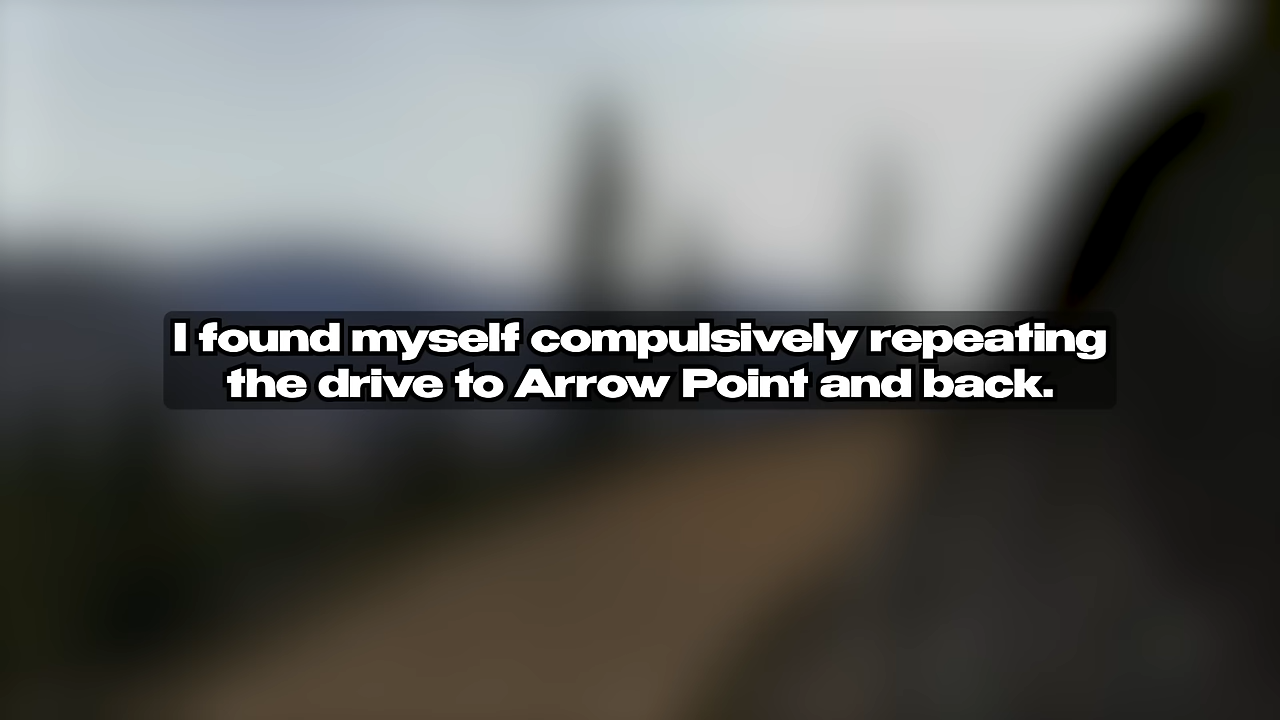 I found myself compulsively repeating
the drive to Arrow Point and back.